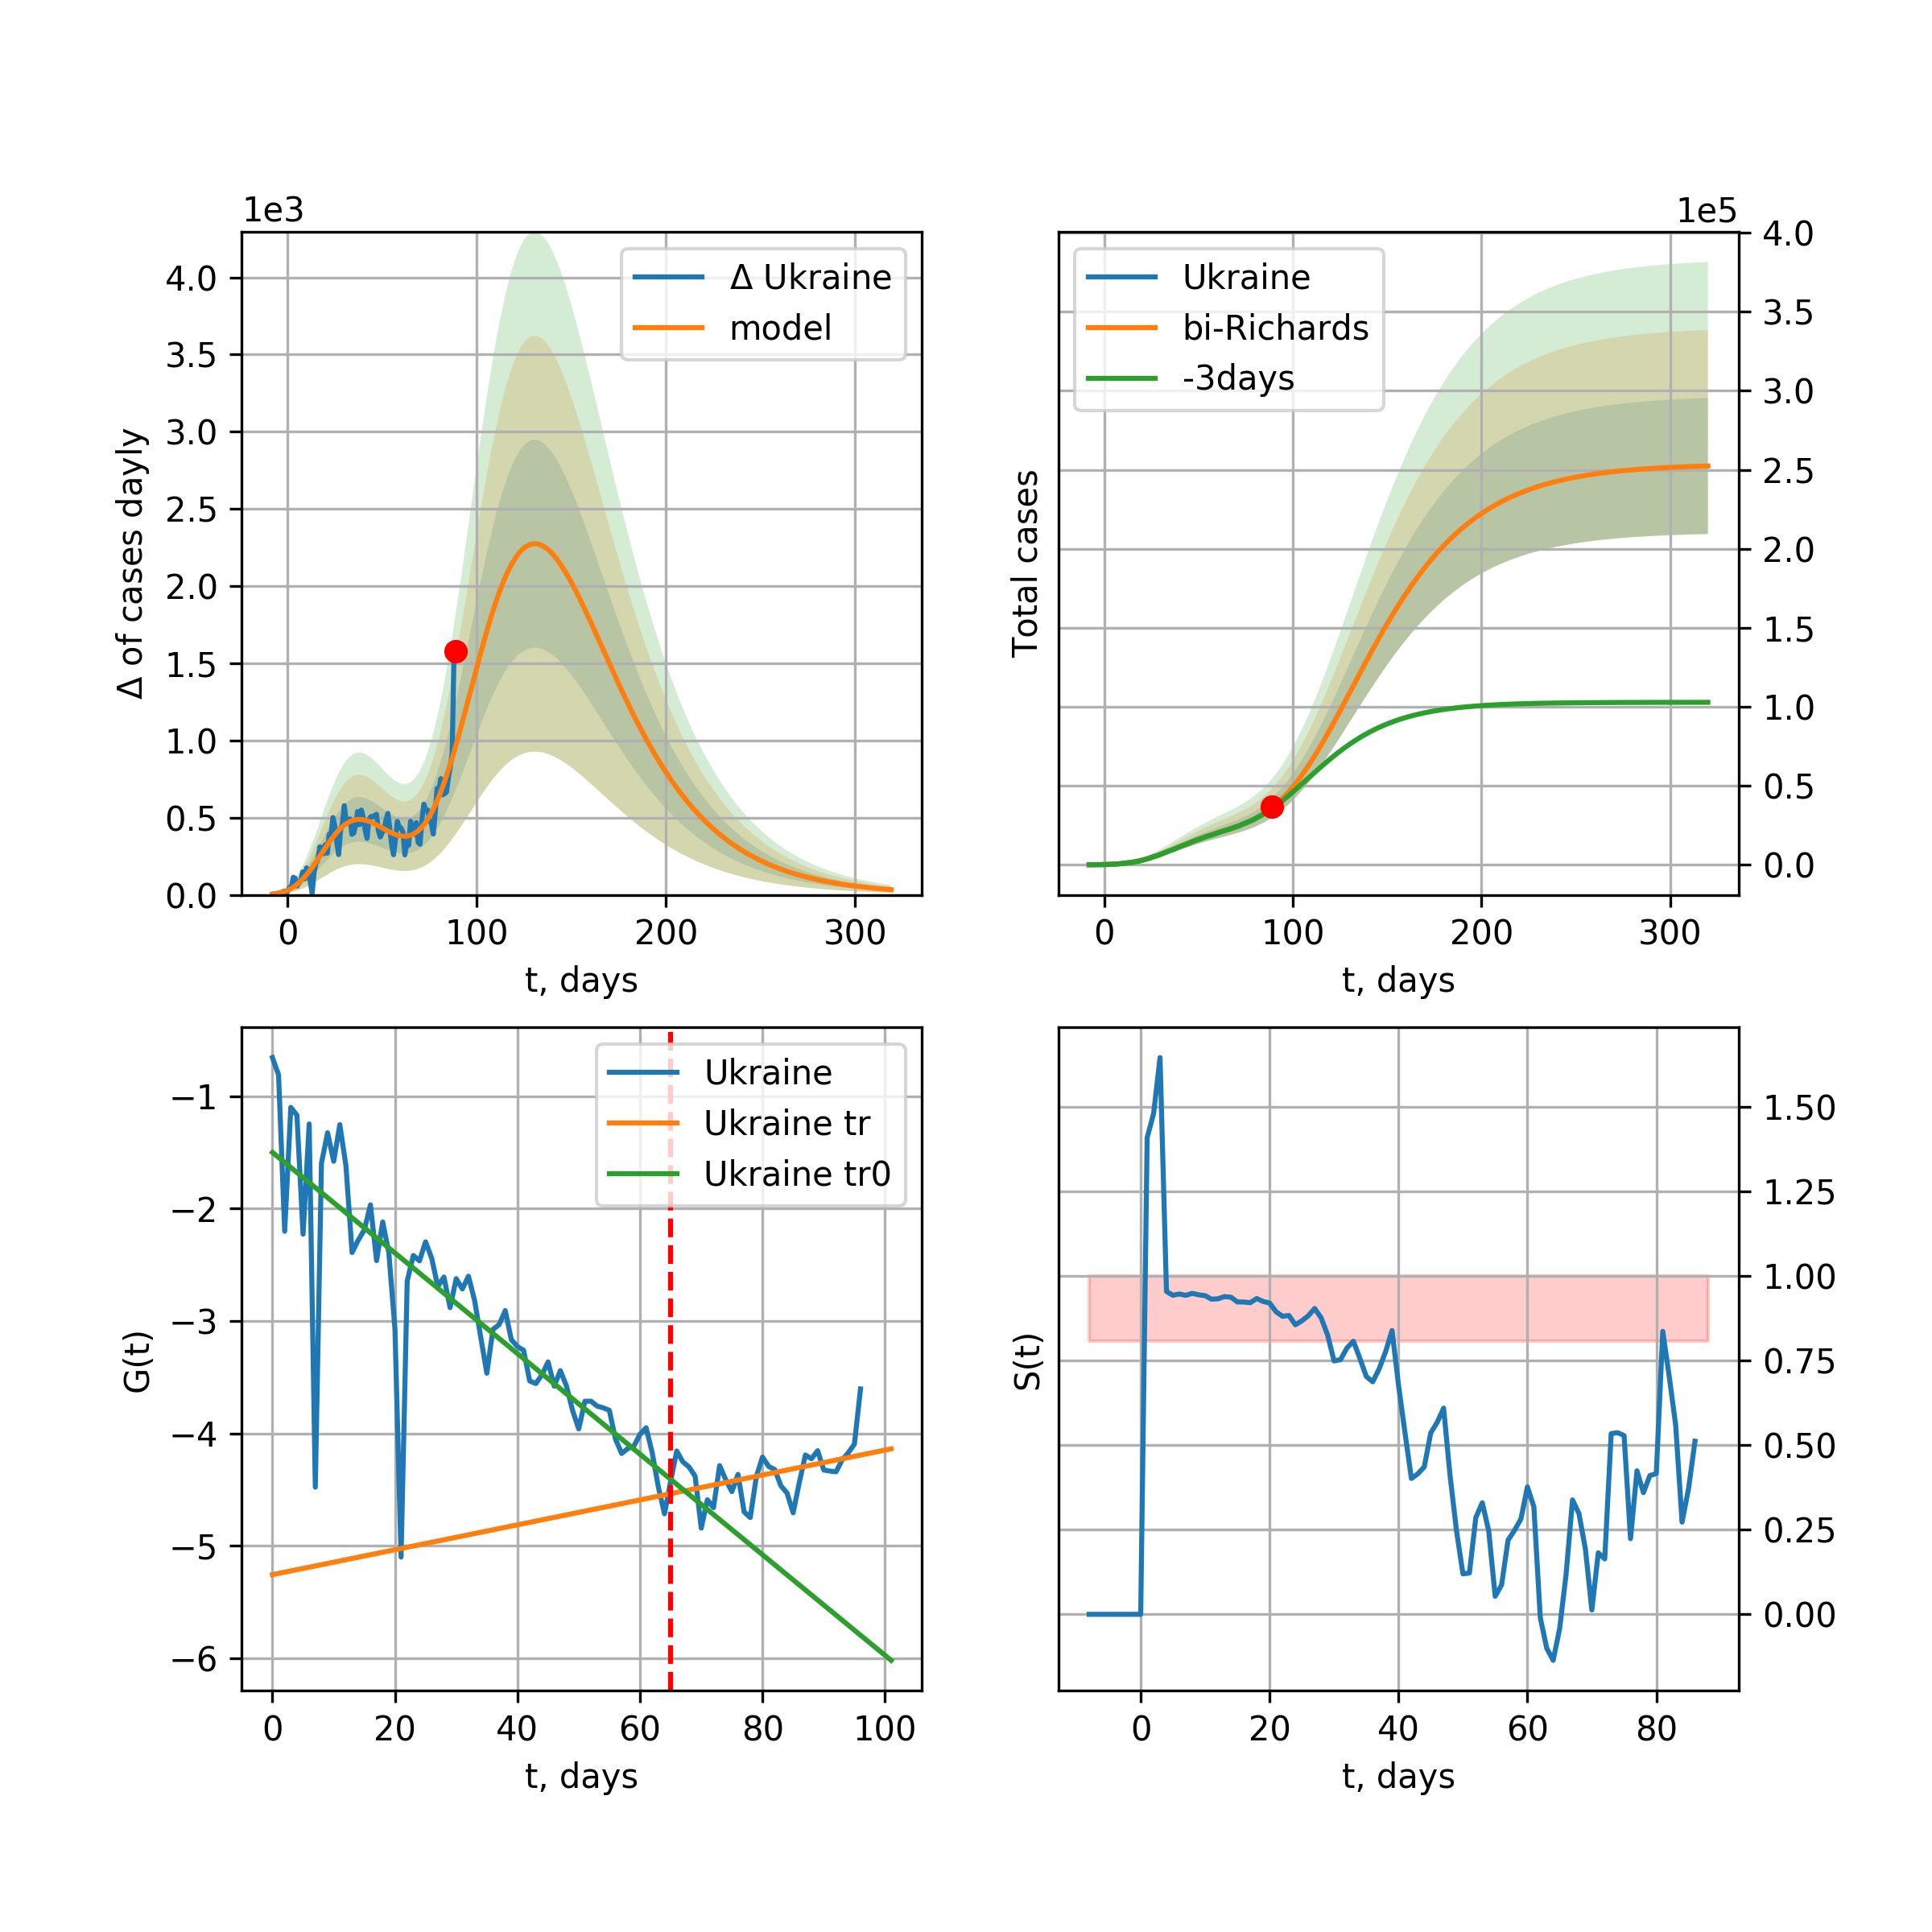 1e3
4.0
3.5
3.0
2.5
2.0
1.5
1.0
0.5
0.0
Δ of cases dayly
Δ Ukraine
model
0 100 200 300
t, days
1e5
4.0
3.5
3.0
2.5
2.0
1.5
1.0
0.5
0.0
Total cases
Ukraine
bi-Richards
-3days
0 100 200 300
t, days
−1
−2
−3
−4
−5
−6
G(t)
Ukraine
Ukraine tr
Ukraine tr0
0 20 40 60 80 100
t, days
1.50
1.25
1.00
0.75
0.50
0.25
0.00
S(t)
0 20 40 60 80
t, days